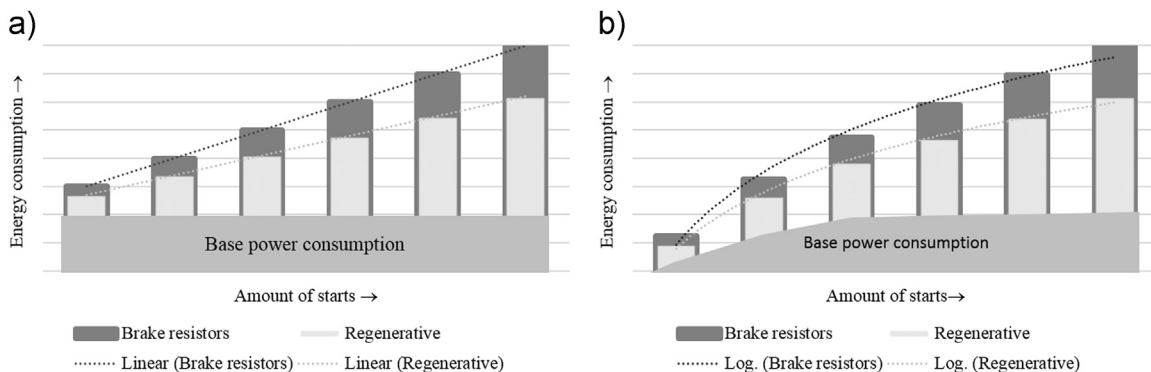 a)
Energy consumption →
Base power consumption
Amount of starts →
Brake resistors
Regenerative
Linear (Brake resistors)
Linear (Regenerative)
b)
Energy consumption →
Base power consumption
Amount of starts→
Brake resistors
Regenerative
Log. (Brake resistors)
Log. (Regenerative)